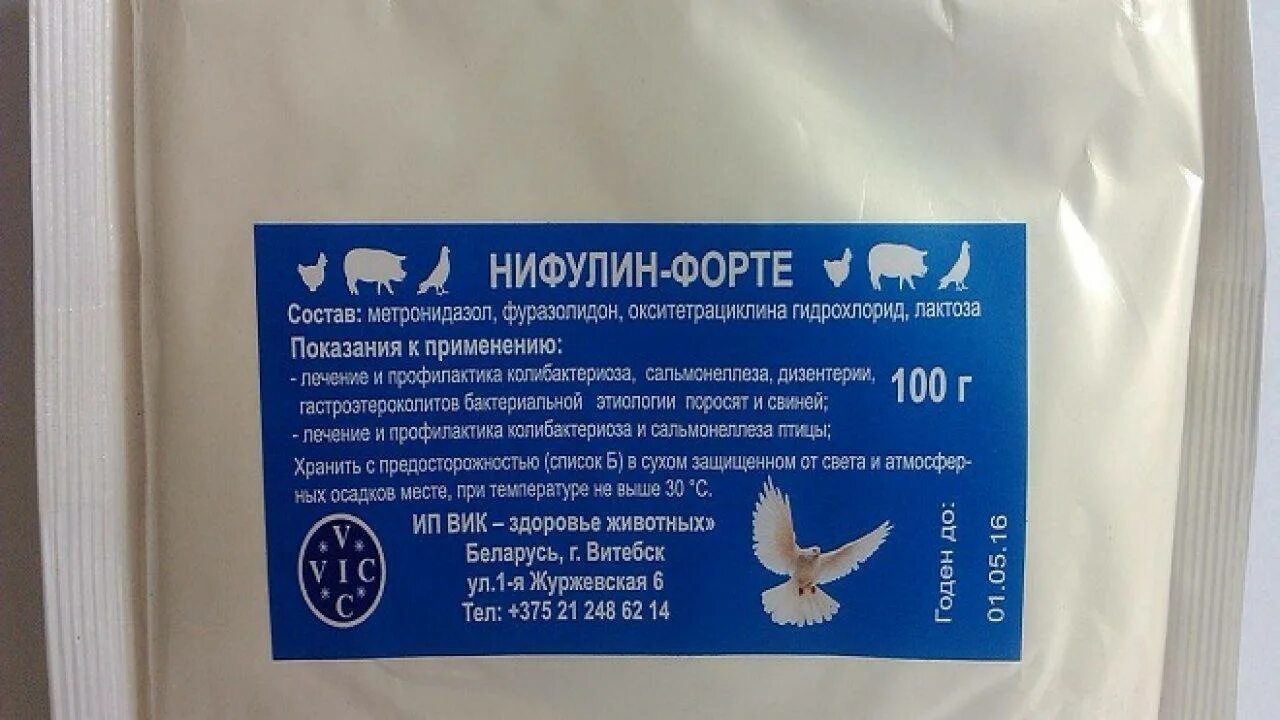 НИФУЛИН-ФОРТЕ
Состав: метронидазол, фуразолидон, окситетрациклина гидрохлорид, лактоза
Показания к применению:
- лечение и профилактика колибактериоза, сальмонеллеза, дизентерии,
гастроэтероколитов бактериальной этиологии поросят и свиней;
- лечение и профилактика колибактериоза и сальмонеллеза птицы;
100 г
Хранить с предосторожностью (список Б) в сухом защищенном от света и атмосфер-
ных осадков месте, при температуре не выше 30 °С.
ИП ВИК – здоровье животных»
Беларусь, г. Витебск
ул.1-я Журжевская 6
Тел: +375 21 248 62 14
V
VIC
C
Годен до:
01.05.16